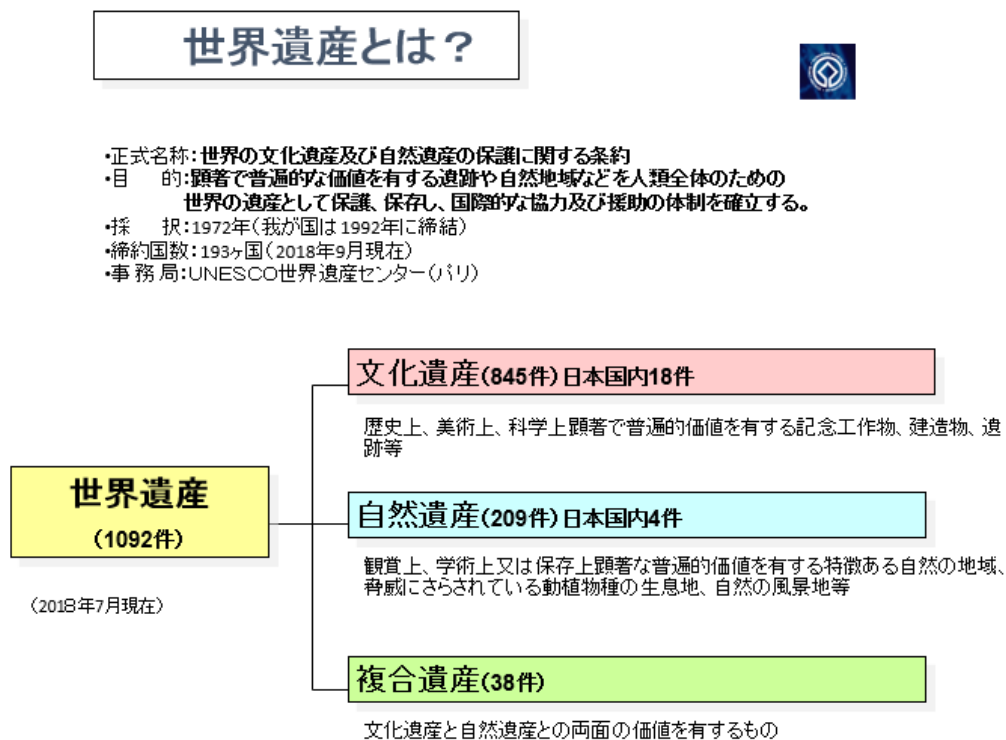 世界遺産とは？
・正式名称：世界の文化遺産及び自然遺産の保護に関する条約
・目　　的：顕著で普遍的な価値を有する遺跡や自然地域などを人類全体のための
世界の遺産として保護、保存し、国際的な協力及び援助の体制を確立する。
・採　　択：1972年（我が国は1992年に締結）
・締約国数：193ヶ国（2018年9月現在）
・事 務 局：UNESCO世界遺産センター（パリ）
文化遺産(845件)日本国内18件
歴史上、美術上、科学上顕著で普遍的価値を有する記念工作物、建造物、遺
跡等
世界遺産
（1092件）
自然遺産(209件)日本国内4件
観賞上、学術上又は保存上顕著な普遍的価値を有する特徴ある自然の地域、
脅威にさらされている動植物種の生息地、自然の風景地等
（2018年7月現在）
複合遺産(38件)
文化遺産と自然遺産との両面の価値を有するもの